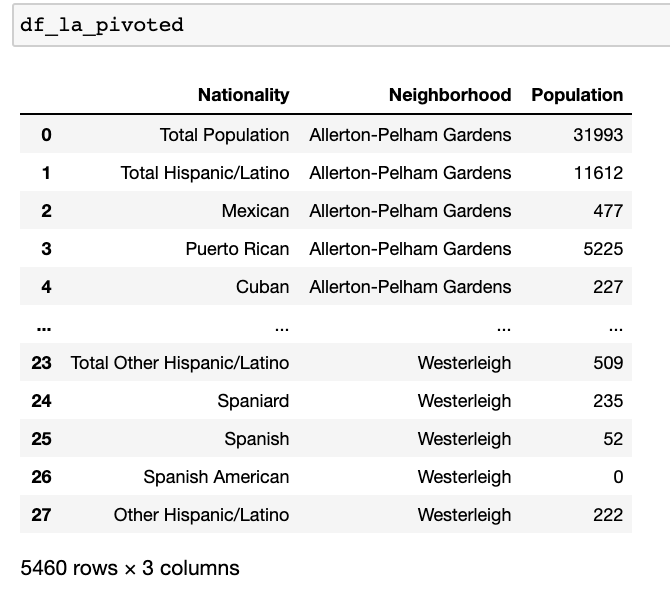 df_la_pivoted
Nationality Neighborhood Population
0 Total Population Allerton-Pelham Gardens 31993
1 Total Hispanic/Latino Allerton-Pelham Gardens 11612
2 Mexican Allerton-Pelham Gardens 477
3 Puerto Rican Allerton-Pelham Gardens 5225
4 Cuban Allerton-Pelham Gardens 227
... ... ... ...
23 Total Other Hispanic/Latino Westerleigh 509
24 Spaniard Westerleigh 235
25 Spanish Westerleigh 52
26 Spanish American Westerleigh 0
27 Other Hispanic/Latino Westerleigh 222
5460 rows × 3 columns